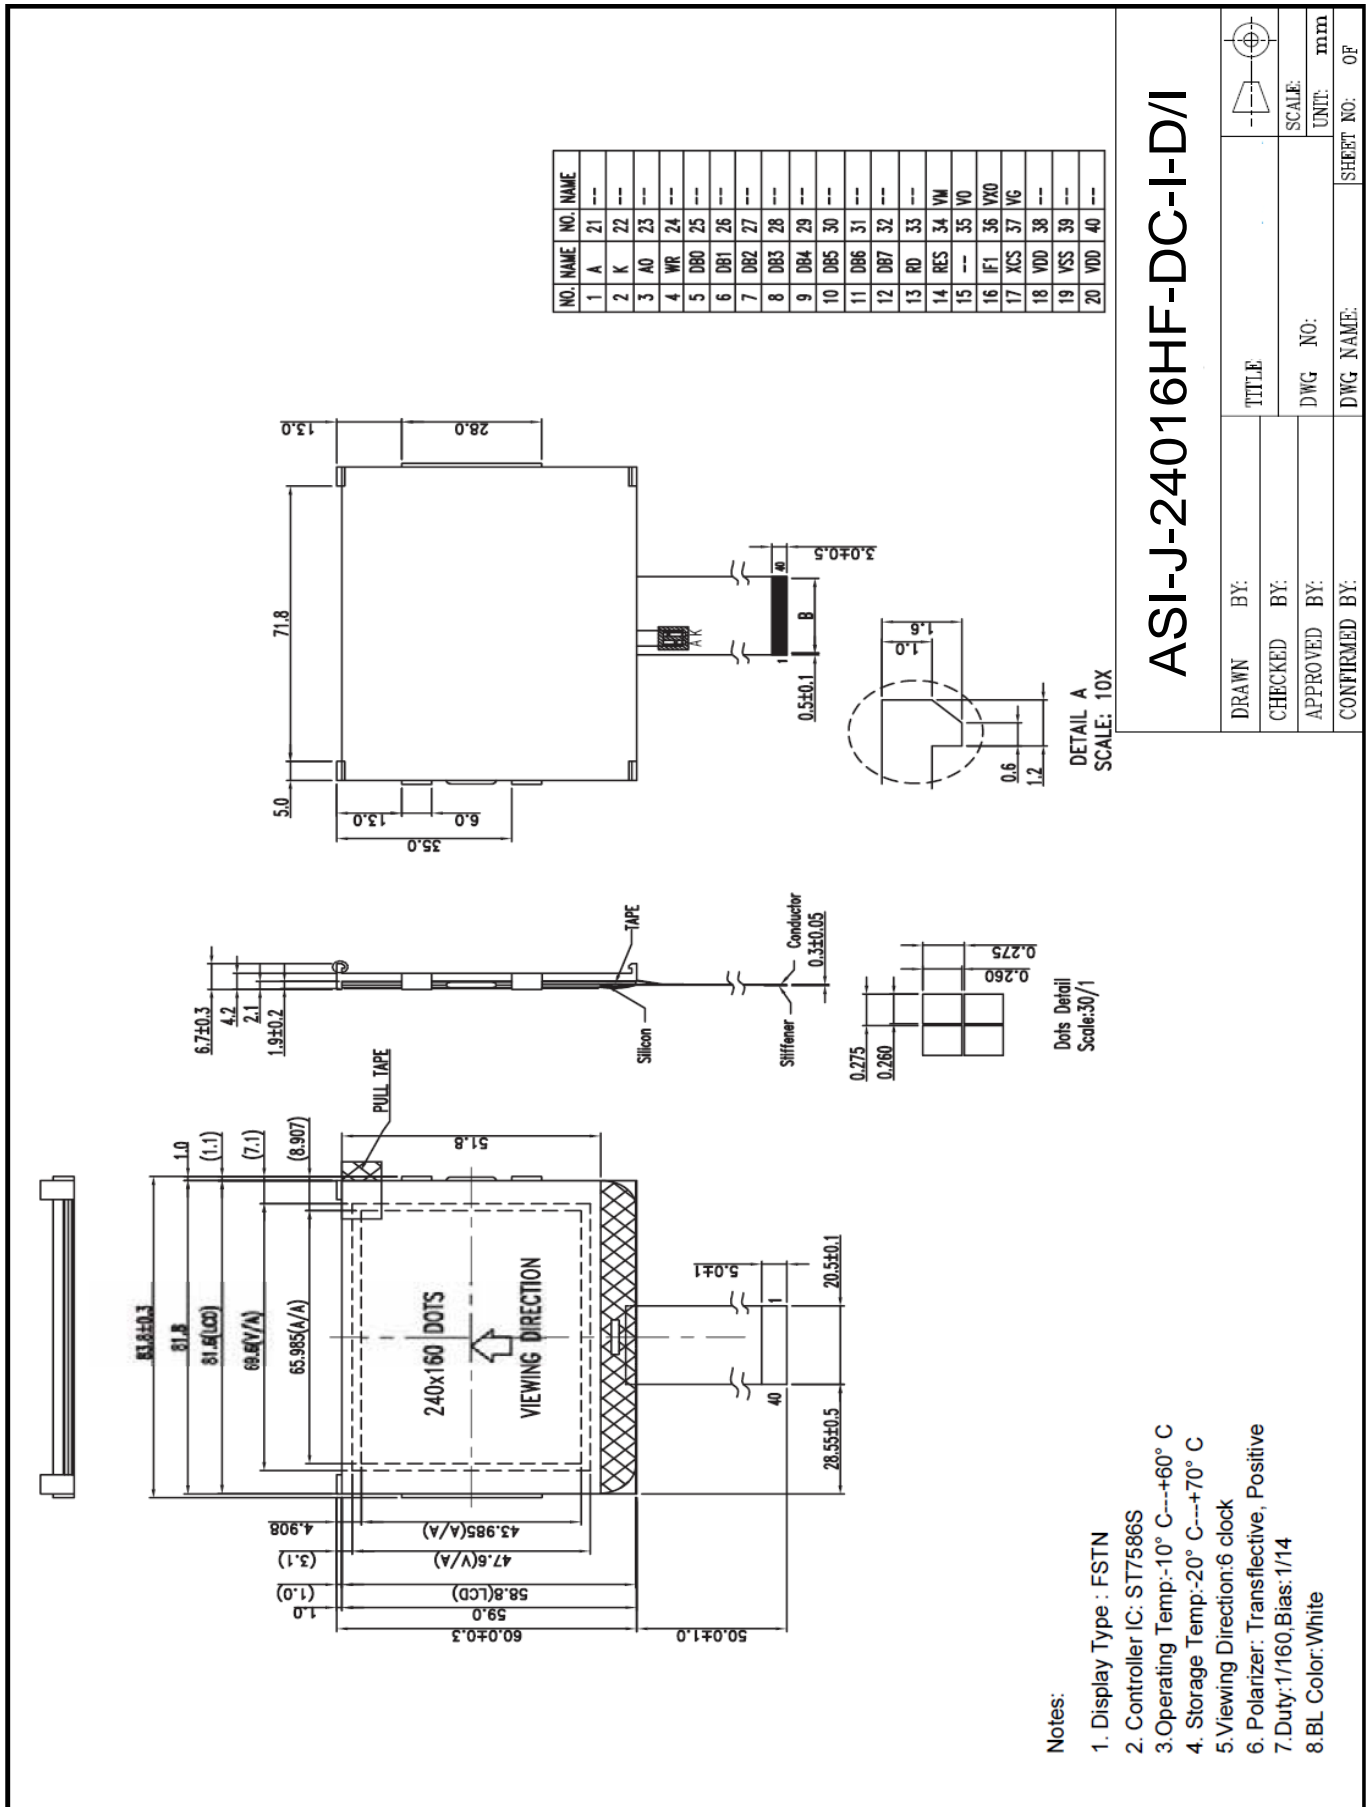 83.8±0.3
81.8
81.6(LCD)
69.6(V/A)
65.985(A/A)
1.0
(1.1)
(7.1)
(8.907)
PULL TAPE
51.8
240x160 DOTS
VIEWING DIRECTION
4.908
43.985(A/A)
(3.1)
47.6(V/A)
(1.0)
58.8(LCD)
1.0
59.0
60.0±0.3
50.0±1.0
5.0±1
40
1
28.55±0.5
20.5±0.1
6.7±0.3
4.2
2.1
1.9±0.2
TAPE
Silicon
Stiffener
Conductor
0.3±0.05
0.275
0.260
0.275
0.260
Dots Detail
Scale:30/1
5.0
71.8
13.0
28.0
13.0
6.0
35.0
A K
3.0±0.5
40
1
B
0.5±0.1
1.6
1.0
0.6
1.2
DETAIL A
SCALE: 10X
NO. NAME NO. NAME
1 A 21 --
2 K 22 --
3 A0 23 --
4 WR 24 --
5 DB0 25 --
6 DB1 26 --
7 DB2 27 --
8 DB3 28 --
9 DB4 29 --
10 DB5 30 --
11 DB6 31 --
12 DB7 32 --
13 RD 33 --
14 RES 34 VM
15 -- 35 V0
16 IF1 36 VX0
17 XCS 37 VG
18 VDD 38 --
19 VSS 39 --
20 VDD 40 --
Notes:
1. Display Type : FSTN
2. Controller IC: ST7586S
3.Operating Temp:-10° C---+60° C
4. Storage Temp:-20° C---+70° C
5.Viewing Direction:6 clock
6. Polarizer: Transflective, Positive
7.Duty:1/160,Bias:1/14
8.BL Color:White
ASI-J-24016HF-DC-I-D/I
DRAWN BY:
TITLE
CHECKED BY:
SCALE:
APPROVED BY:
DWG NO:
UNIT: mm
CONFIRMED BY:
DWG NAME:
SHEET NO: OF